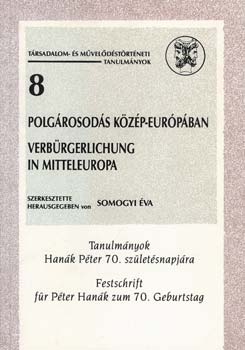 TÁRSADALOM- ÉS MŰVELŐDÉSTÖRTÉNETI
TANULMÁNYOK
8
POLGÁROSODÁS KÖZÉP-EURÓPÁBAN
VERBÜRGERLICHUNG
IN MITTELEUROPA
SZERKESZTETTE
HERAUSGEGEBEN von SOMOGYI ÉVA
Tanulmányok
Hanák Péter 70. születésnapjára
Festschrift
für Péter Hanák zum 70. Geburtstag